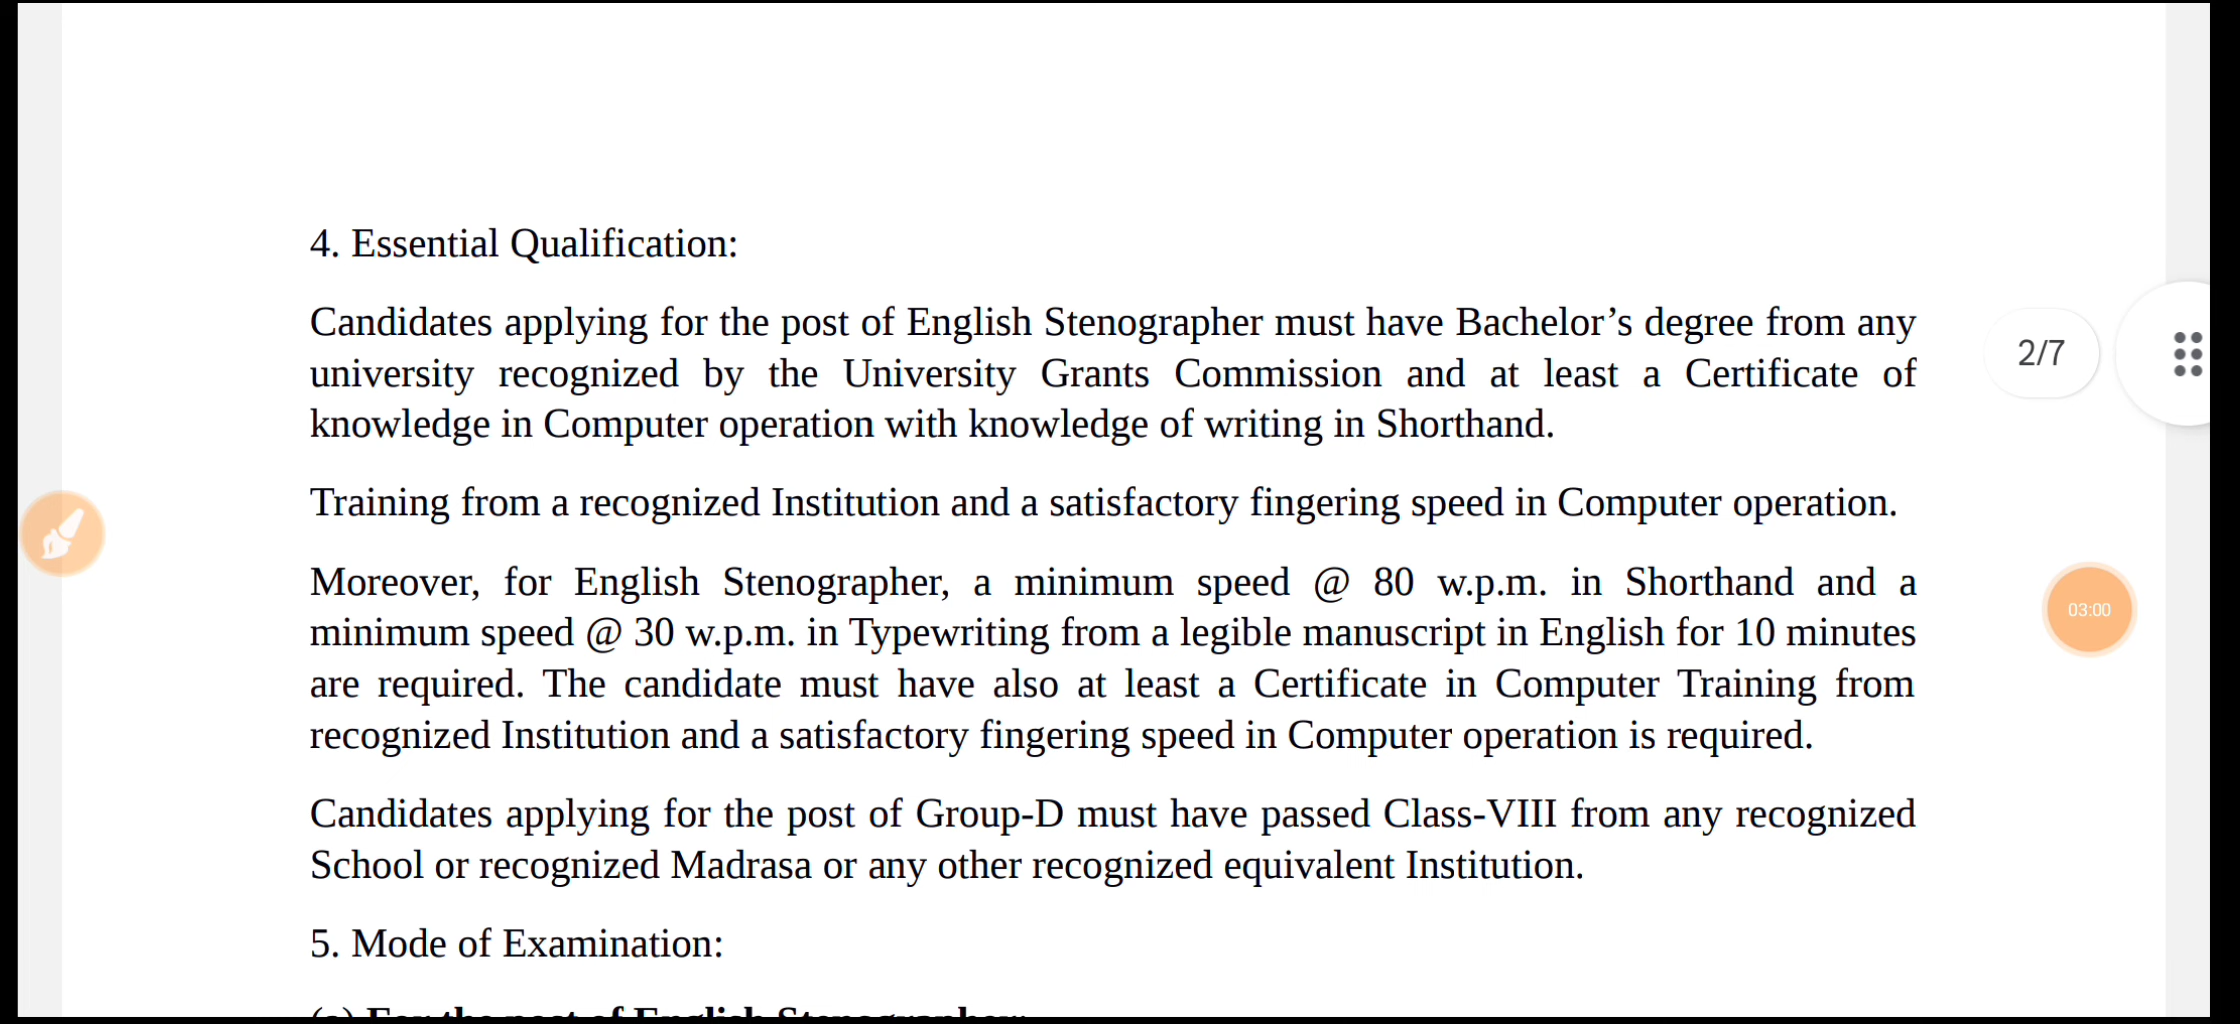 4. Essential Qualification:
Candidates applying for the post of English Stenographer must have Bachelor’s degree from any
university recognized by the University Grants Commission and at least a Certificate of
knowledge in Computer operation with knowledge of writing in Shorthand.
2/7
Training from a recognized Institution and a satisfactory fingering speed in Computer operation.
Moreover, for English Stenographer, a minimum speed @ 80 w.p.m. in Shorthand and a
minimum speed @ 30 w.p.m. in Typewriting from a legible manuscript in English for 10 minutes
03:00
are required. The candidate must have also at least a Certificate in Computer Training from
recognized Institution and a satisfactory fingering speed in Computer operation is required.
Candidates applying for the post of Group-D must have passed Class-VIII from any recognized
School or recognized Madrasa or any other recognized equivalent Institution.
5. Mode of Examination:
(a) For the post of English Stenographer: